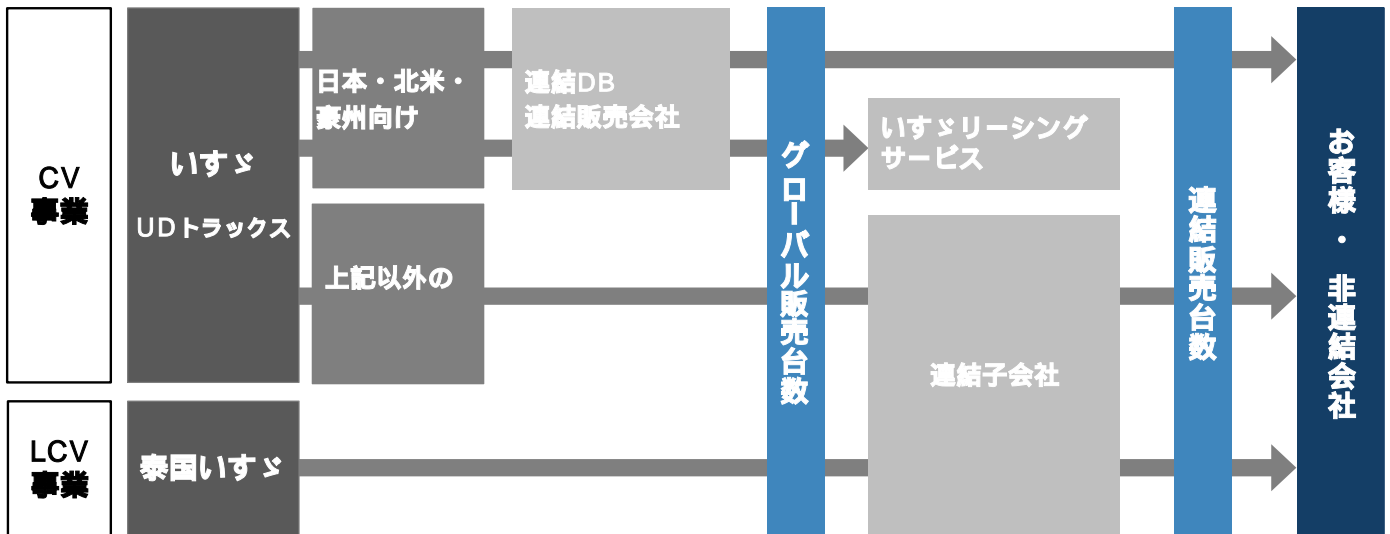 CV
事業
いすゞ
UDトラックス
日本・北米・
豪州向け
上記以外の
連結DB
連結販売会社
グローバル販売台数
いすゞリーシング
サービス
連結子会社
連結販売台数
お客様・非連結会社
LCV
事業
泰国いすゞ